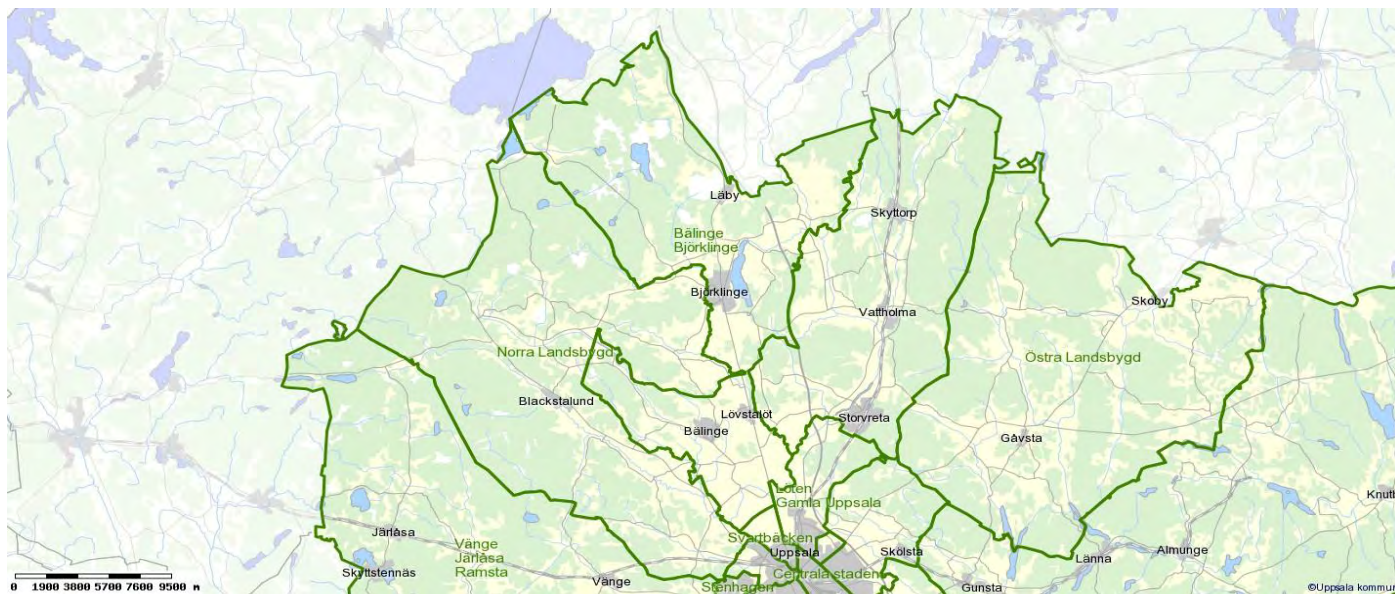 Läby
Skyttorp
Bälinge
Björklinge
Björklinge
Skoby
Vattholma
Norra Landsbygd
Östra Landsbygd
Blackstalund
Lövstalöt
Storvreta
Bälinge
Gåvsta
Löten
Gamla Uppsala
Järlåsa
Svartbäcken
Vänge
Järlåsa
Ramsta
Uppsala
Skölsta
Länna
Almunge
Skyttstennäs
Centrala staden
Vänge
Stenhagen
Gunsta
0 1900 3800 5700 7600 9500 m
©Uppsala kommun